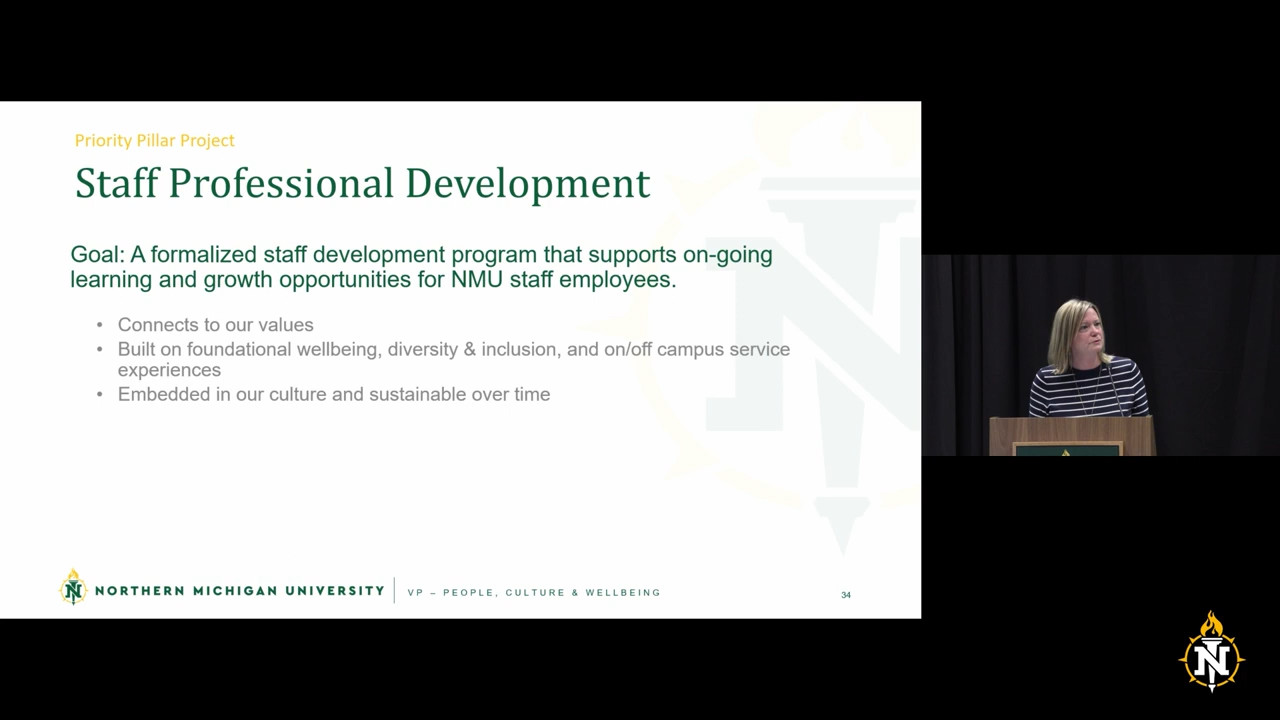 Priority Pillar Project
Staff Professional Development
Goal: A formalized staff development program that supports on-going
learning and growth opportunities for NMU staff employees.
• Connects to our values
• Built on foundational wellbeing, diversity & inclusion, and on/off campus service
experiences
• Embedded in our culture and sustainable over time
N
NORTHERN MICHIGAN UNIVERSITY
VP – PEOPLE, CULTURE & WELLBEING
34
N